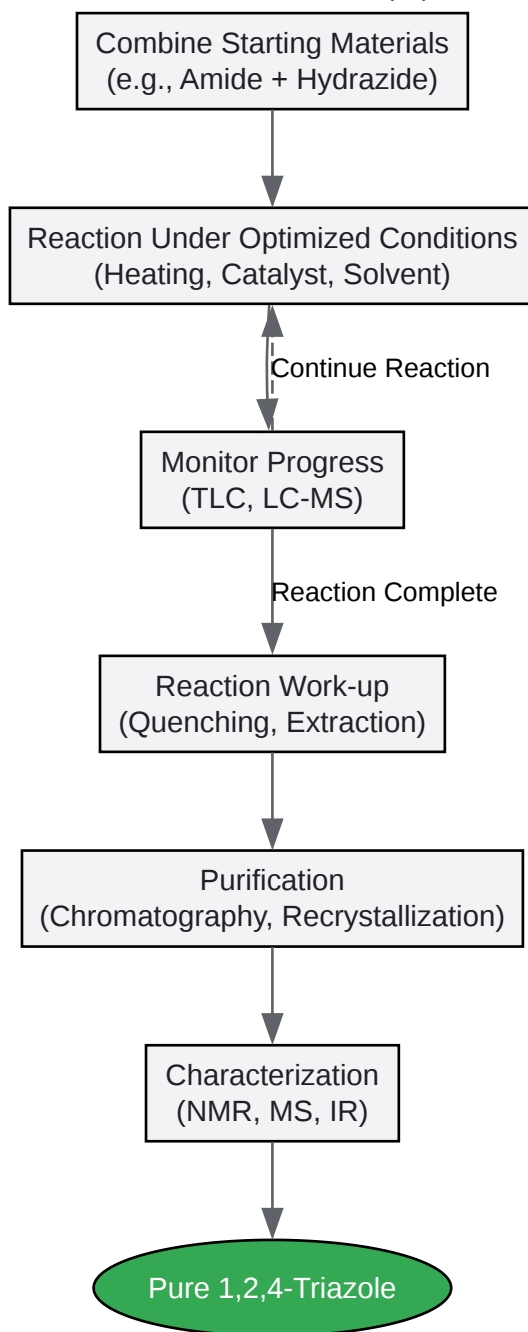 Combine Starting Materials
(e.g., Amide + Hydrazide)
Reaction Under Optimized Conditions
(Heating, Catalyst, Solvent)
Continue Reaction
Monitor Progress
(TLC, LC-MS)
Reaction Complete
Reaction Work-up
(Quenching, Extraction)
Purification
(Chromatography, Recrystallization)
Characterization
(NMR, MS, IR)
Pure 1,2,4-Triazole